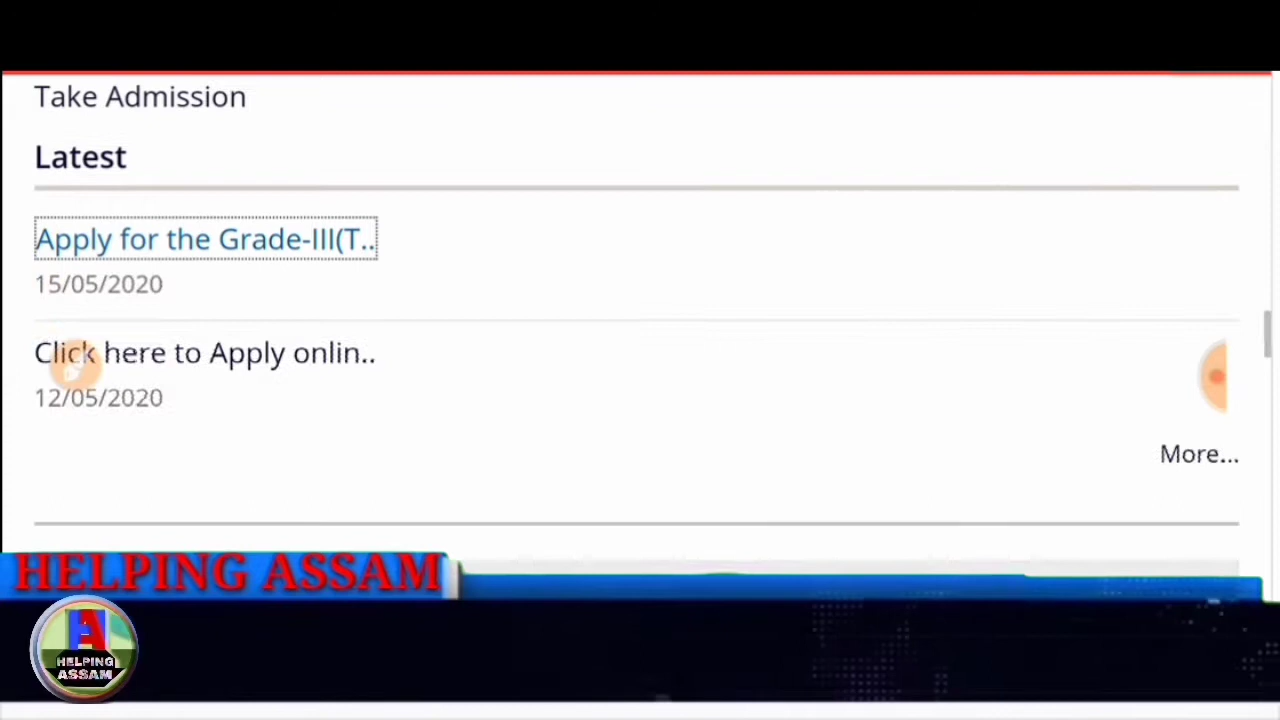 Take Admission
Latest
Apply for the Grade-III(T..
15/05/2020
Click here to Apply onlin..
12/05/2020
More...
HELPING ASSAM
HA
HELPING
ASSAM